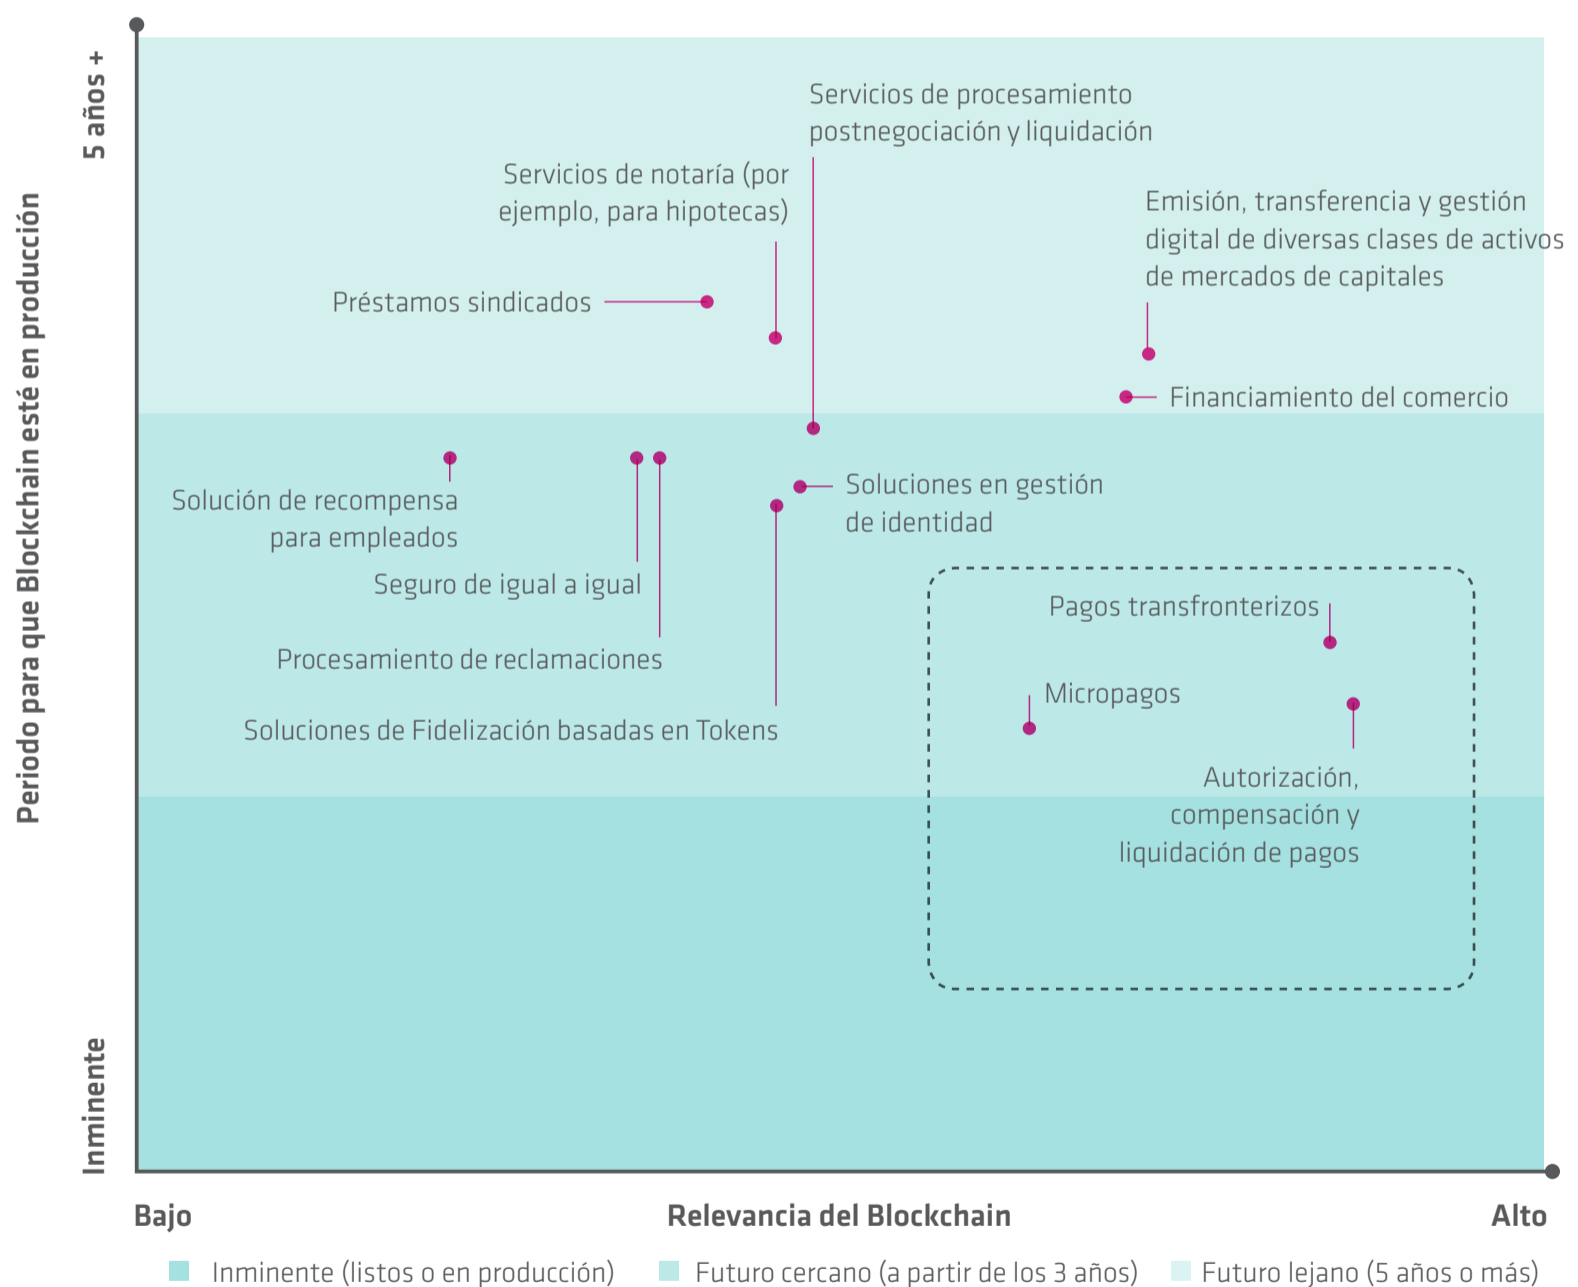 5 años +
Periodo para que Blockchain esté en producción
Inminente
Servicios de procesamiento
postnegociación y liquidación
Servicios de notaría (por
ejemplo, para hipotecas)
Emisión, transferencia y gestión
digital de diversas clases de activos
de mercados de capitales
Préstamos sindicados
Financiamiento del comercio
Solución de recompensa
para empleados
Soluciones en gestión
de identidad
Seguro de igual a igual
Pagos transfronterizos
Procesamiento de reclamaciones
Micropagos
Soluciones de Fidelización basadas en Tokens
Autorización,
compensación y
liquidación de pagos
Bajo
Relevancia del Blockchain
Alto
Inminente (listos o en producción)
Futuro cercano (a partir de los 3 años)
Futuro lejano (5 años o más)